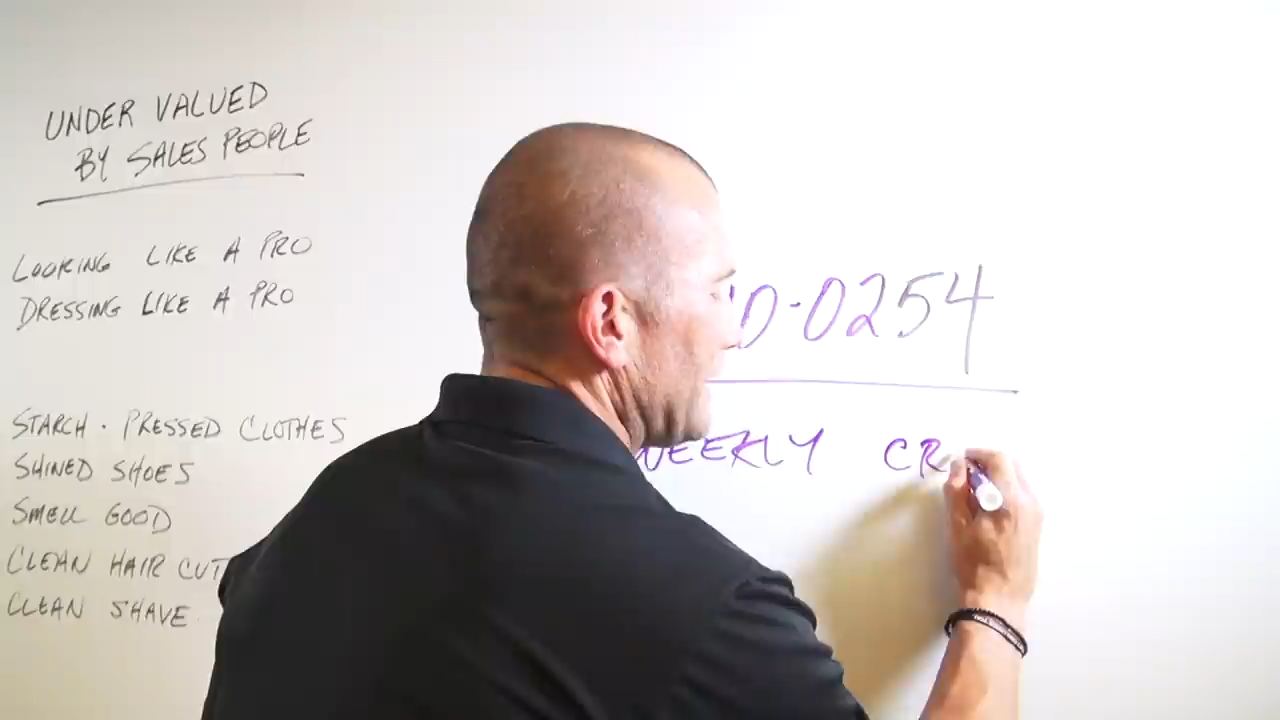 UNDER VALUED
BY SALES PEOPLE
LOOKING LIKE A PRO
DRESSING LIKE A PRO
STARCH · PRESSED CLOTHES
SHINED SHOES
SMELL GOOD
CLEAN HAIR CUT
CLEAN SHAVE
D-0254
WEEKLY CR